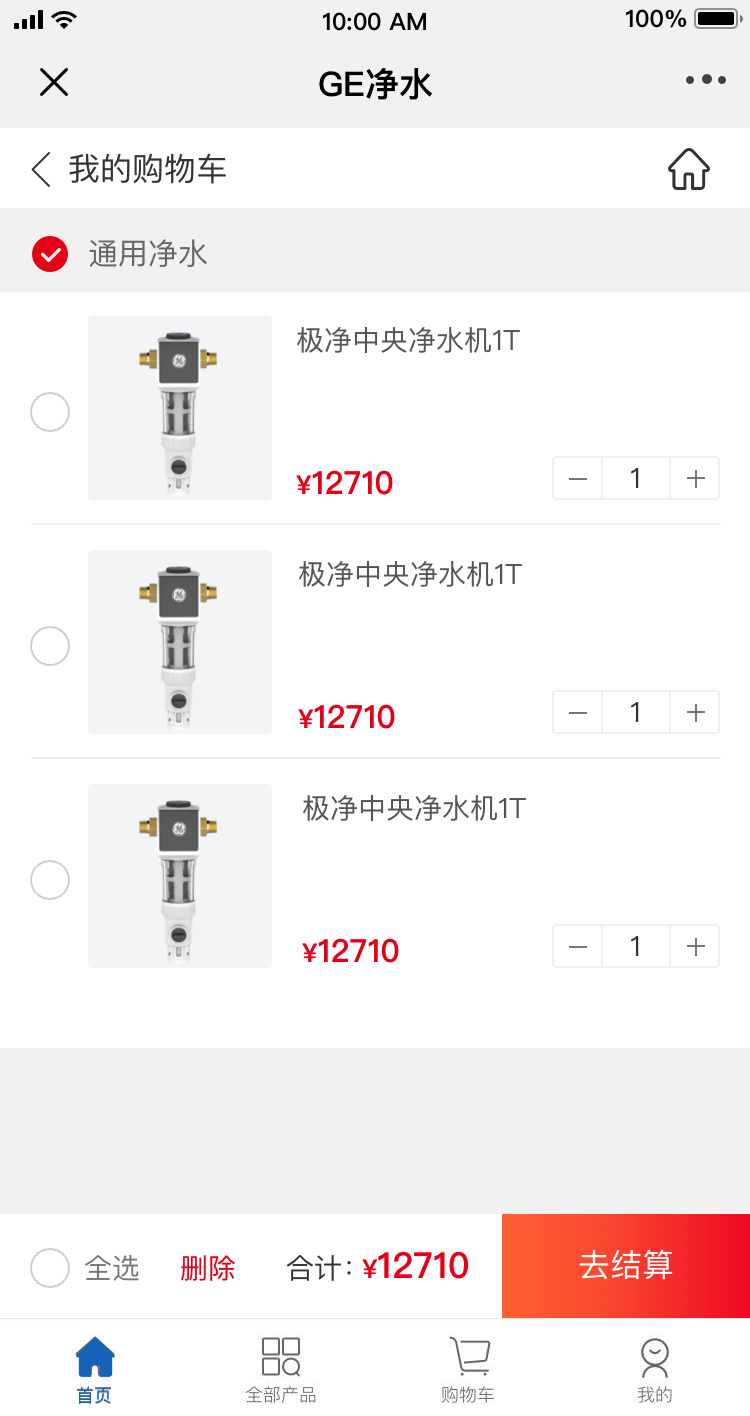 10:00 AM
100%
GE净水
我的购物车
通用净水
极净中央净水机1T
¥12710
1
极净中央净水机1T
¥12710
1
极净中央净水机1T
¥12710
1
全选 删除 合计：¥12710 去结算
首页 全部产品 购物车 我的